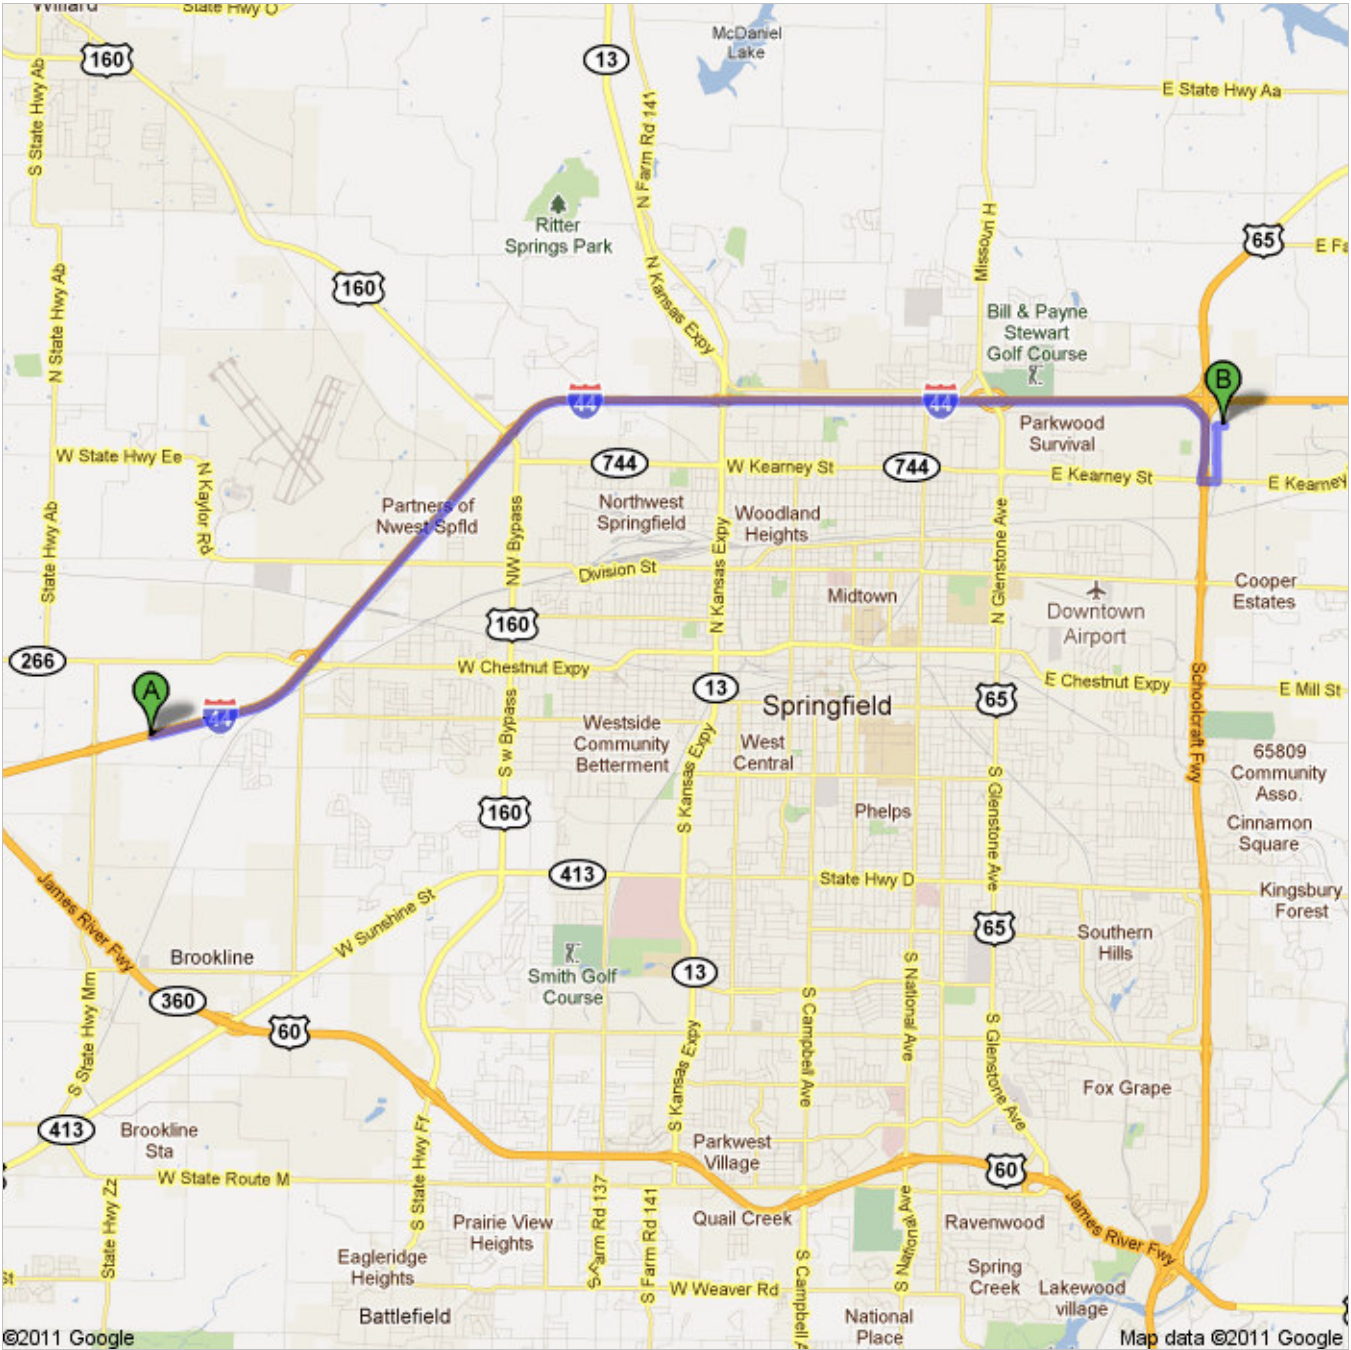 Willard
State Hwy O
160
S State Hwy Ab
13
N Farm Rd 141
McDaniel
Lake
E State Hwy Aa
Ritter
Springs Park
Missouri H
65
E Fa
N State Hwy Ab
160
N Kansas Expy
Bill & Payne
Stewart
Golf Course
44
44
B
Parkwood
Survival
W State Hwy Ee
N Kaylor Rd
744
W Kearney St
744
E Kearney St
E Kearney
Partners of
Nwest Spfld
Northwest
Springfield
Woodland
Heights
State Hwy Ab
NW Bypass
N Kansas Expy
N Glenstone Ave
Division St
Midtown
Downtown
Airport
Cooper
Estates
160
266
W Chestnut Expy
13
Springfield
65
E Chestnut Expy
E Mill St
A
44
S w Bypass
Westside
Community
Betterment
West
Central
Schoolcraft Fwy
65809
Community
Asso.
160
S Kansas Expy
Phelps
S Glenstone Ave
Cinnamon
Square
413
State Hwy D
Kingsbury
Forest
James River Fwy
W Sunshine St
Brookline
Smith Golf
Course
13
65
Southern
Hills
360
60
S State Hwy Mm
S Campbell Ave
S National Ave
S Glenstone Ave
S Kansas Expy
Fox Grape
413
Brookline
Sta
S State Hwy Ff
Parkwest
Village
60
W State Route M
State Hwy Zz
S Farm Rd 137
S Farm Rd 141
Prairie View
Heights
Quail Creek
S National Ave
Ravenwood
James River Fwy
Eagleridge
Heights
S Campbell A
Spring
Creek
Lakewood
village
St
W Weaver Rd
Battlefield
National
Place
©2011 Google
Map data ©2011 Google